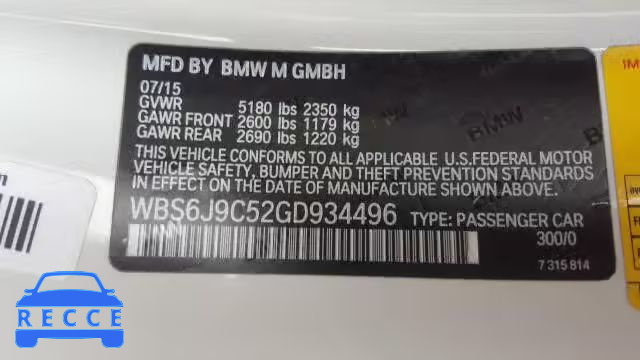 MFD BY BMW M GMBH
07/15
GVWR 5180 lbs 2350 kg
GAWR FRONT 2600 lbs 1179 kg
GAWR REAR 2690 lbs 1220 kg
THIS VEHICLE CONFORMS TO ALL APPLICABLE U.S.FEDERAL MOTOR
VEHICLE SAFETY, BUMPER AND THEFT PREVENTION STANDARDS IN
EFFECT ON THE DATE OF MANUFACTURE SHOWN ABOVE.
WBS6J9C52GD934496 TYPE: PASSENGER CAR
300/0
7 315 814
BMW
RECCE